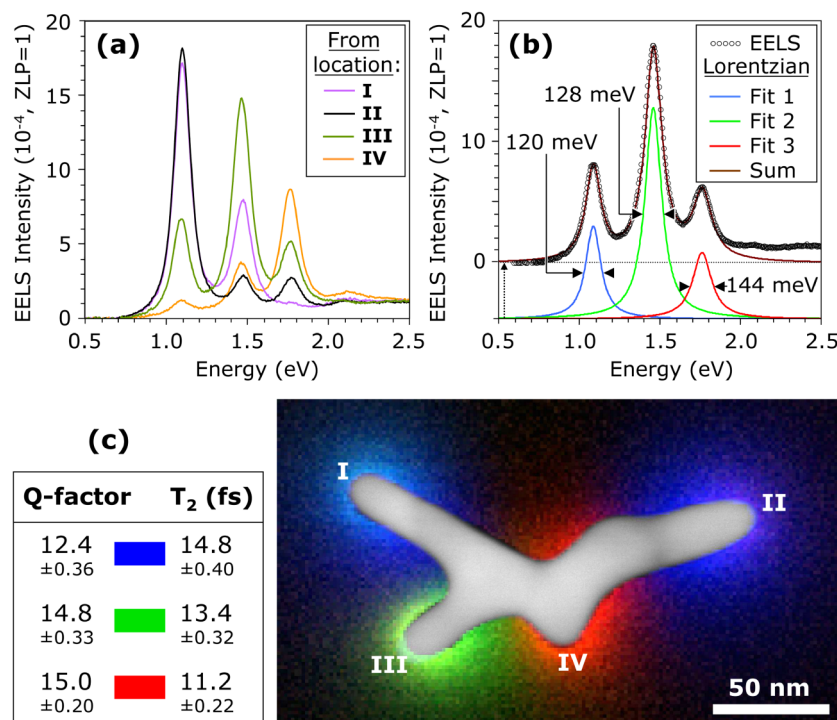 (a)
From
location:
I
II
III
IV
EELS Intensity (10⁻⁴, ZLP=1)
20
15
10
5
0
0.5 1.0 1.5 2.0 2.5
Energy (eV)
(b)
EELS
Lorentzian
Fit 1
Fit 2
Fit 3
Sum
128 meV
120 meV
144 meV
EELS Intensity (10⁻⁴, ZLP=1)
20
10
0
0.5 1.0 1.5 2.0 2.5
Energy (eV)
(c)
Q-factor T₂ (fs)
12.4 14.8
±0.36 ±0.40
14.8 13.4
±0.33 ±0.32
15.0 11.2
±0.20 ±0.22
I
II
III
IV
50 nm